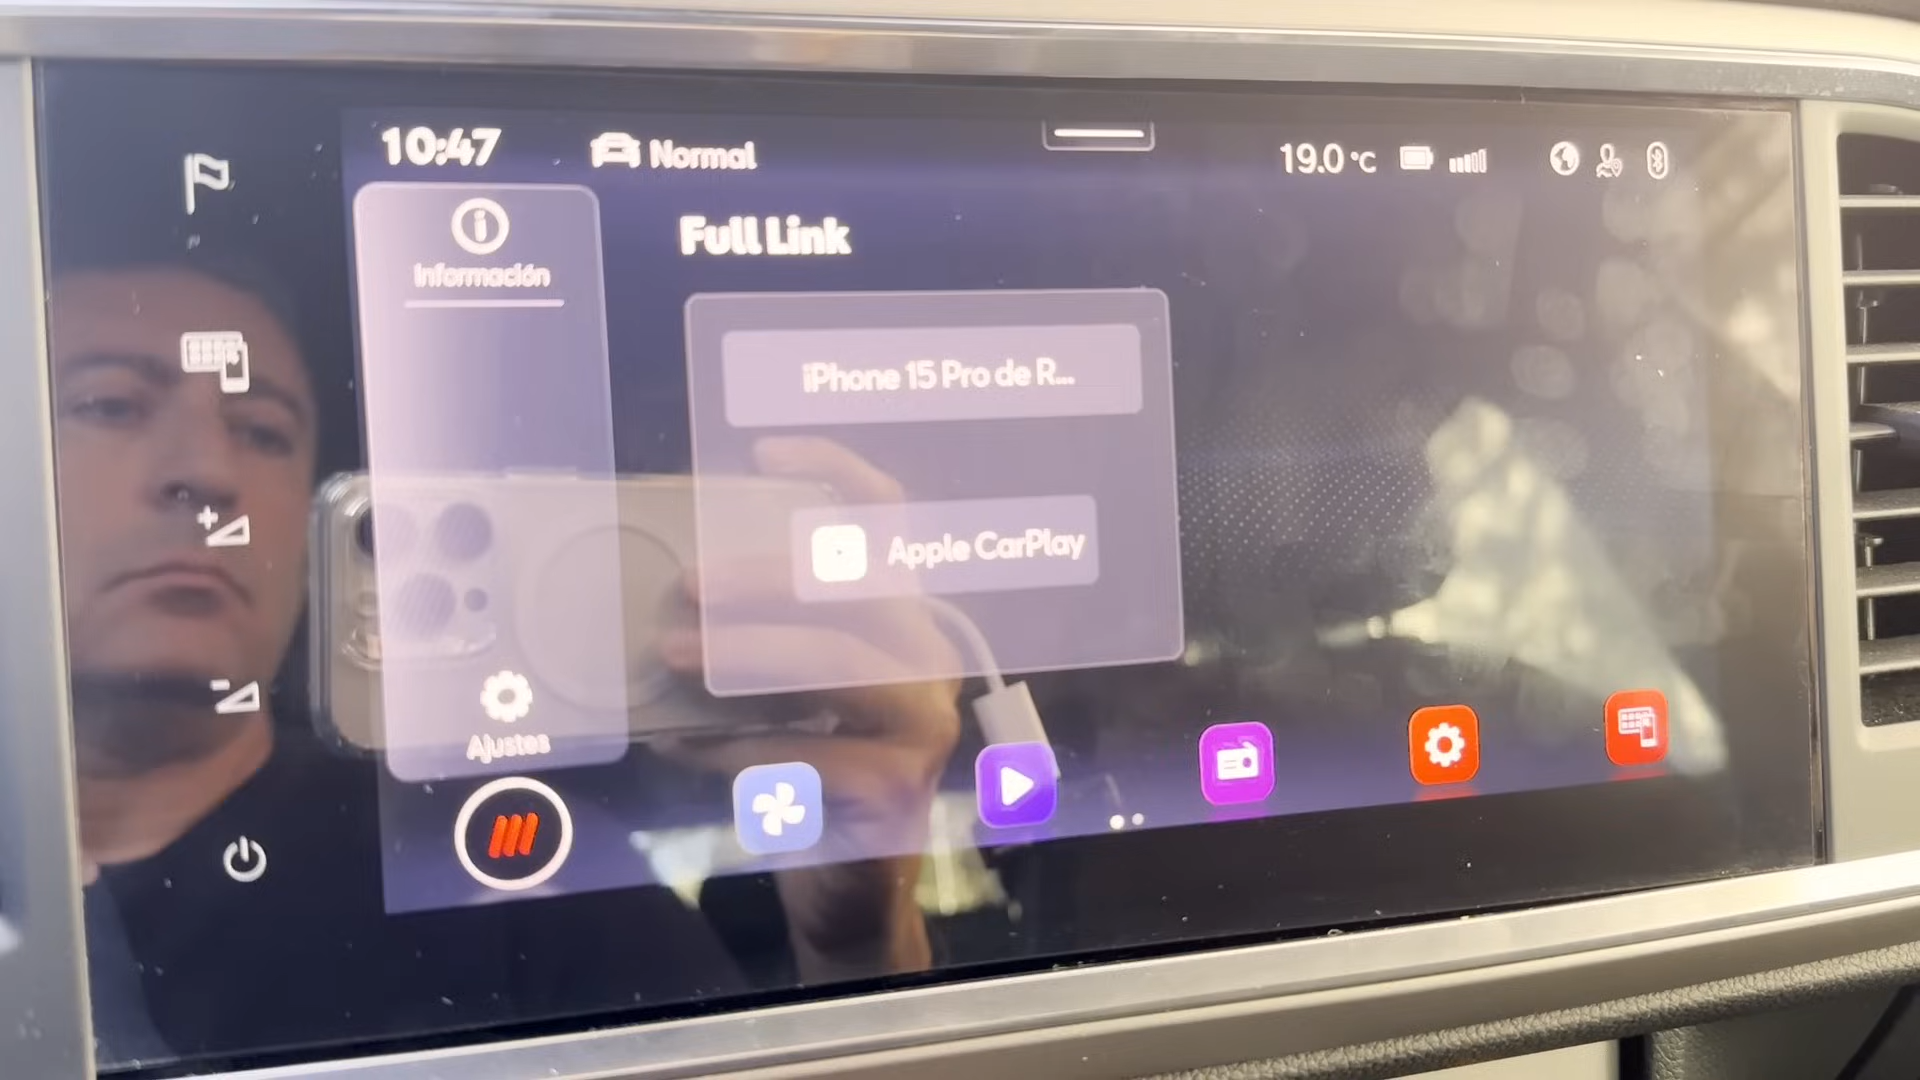 10:47
Normal
19.0 °C
Información
Full Link
iPhone 15 Pro de R...
Apple CarPlay
Ajustes